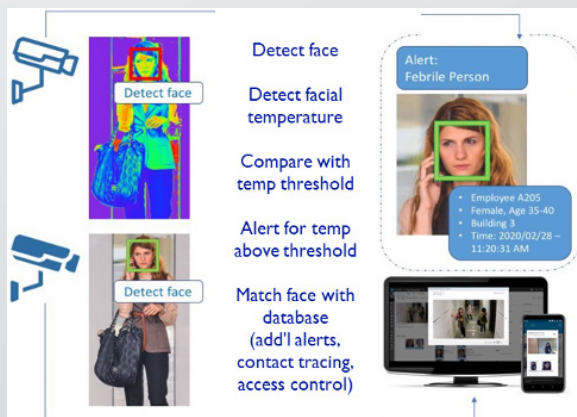 Detect face
Detect face
Detect facial
temperature
Compare with
temp threshold
Alert for temp
above threshold
Match face with
database
(add'l alerts,
contact tracing,
access control)
Detect face
Alert:
Febrile Person
• Employee A205
• Female, Age 35-40
• Building 3
• Time: 2020/02/28 –
11:20:31 AM